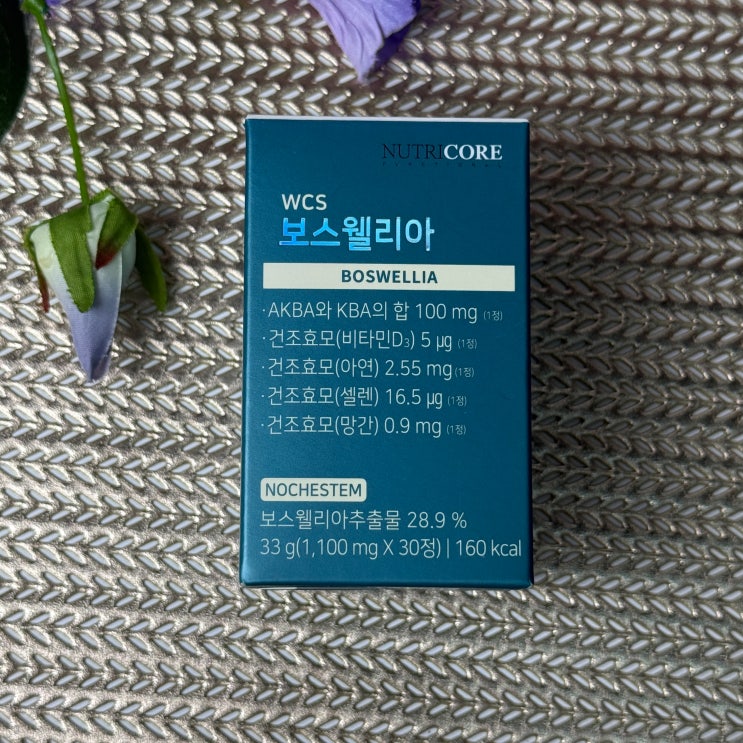 NUTRICORE
WCS
보스웰리아
BOSWELLIA
·AKBA와 KBA의 합 100 mg (1정)
·건조효모(비타민D₃) 5 μg (1정)
·건조효모(아연) 2.55 mg(1정)
·건조효모(셀렌) 16.5 μg (1정)
·건조효모(망간) 0.9 mg (1정)
NOCHESTEM
보스웰리아추출물 28.9 %
33 g(1,100 mg X 30정) | 160 kcal